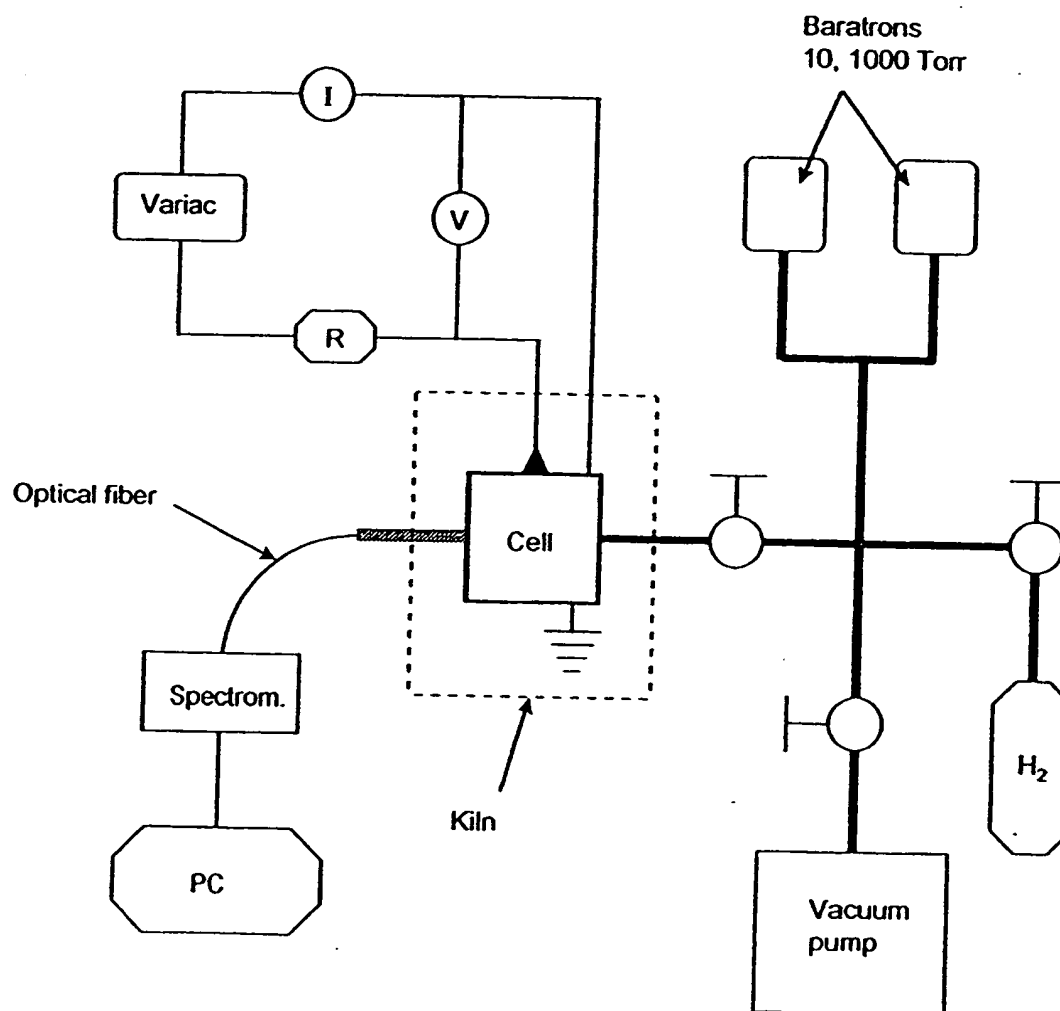 Baratrons
10, 1000 Torr
I
Variac
V
R
Optical fiber
Cell
Spectrom.
H₂
Kiln
PC
Vacuum
pump